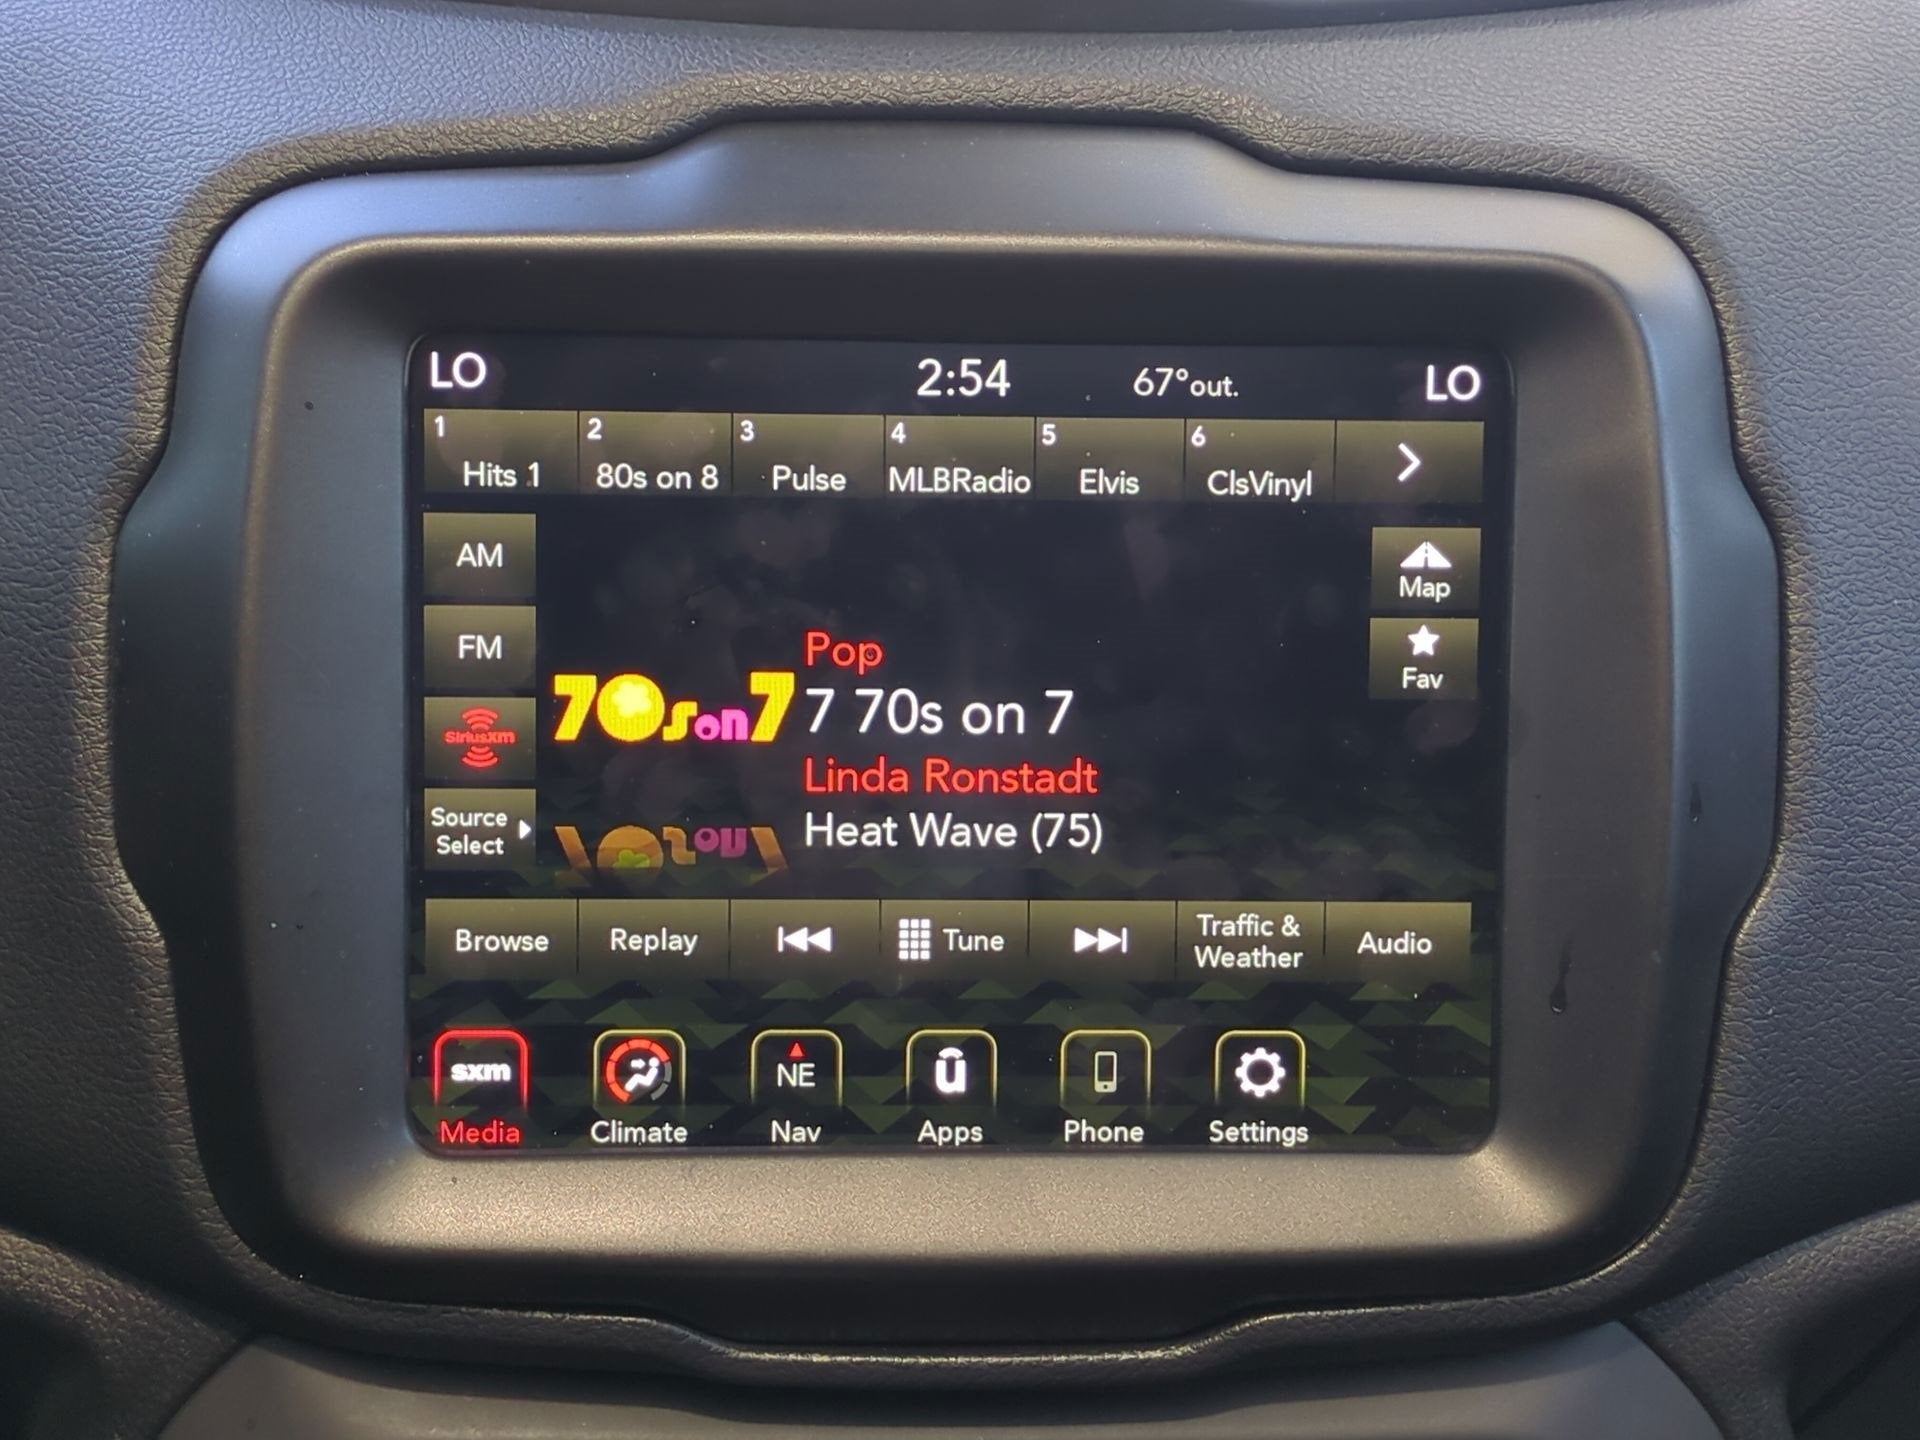 LO 2:54 67°out. LO
1 2 3 4 5 6
Hits 1 80s on 8 Pulse MLBRadio Elvis ClsVinyl
AM
Map
FM
Fav
Pop
70s on 7
7 70s on 7
SiriusXm
Linda Ronstadt
Heat Wave (75)
Source
Select
Browse Replay Tune Traffic &
Weather Audio
sxm NE ū
Media Climate Nav Apps Phone Settings